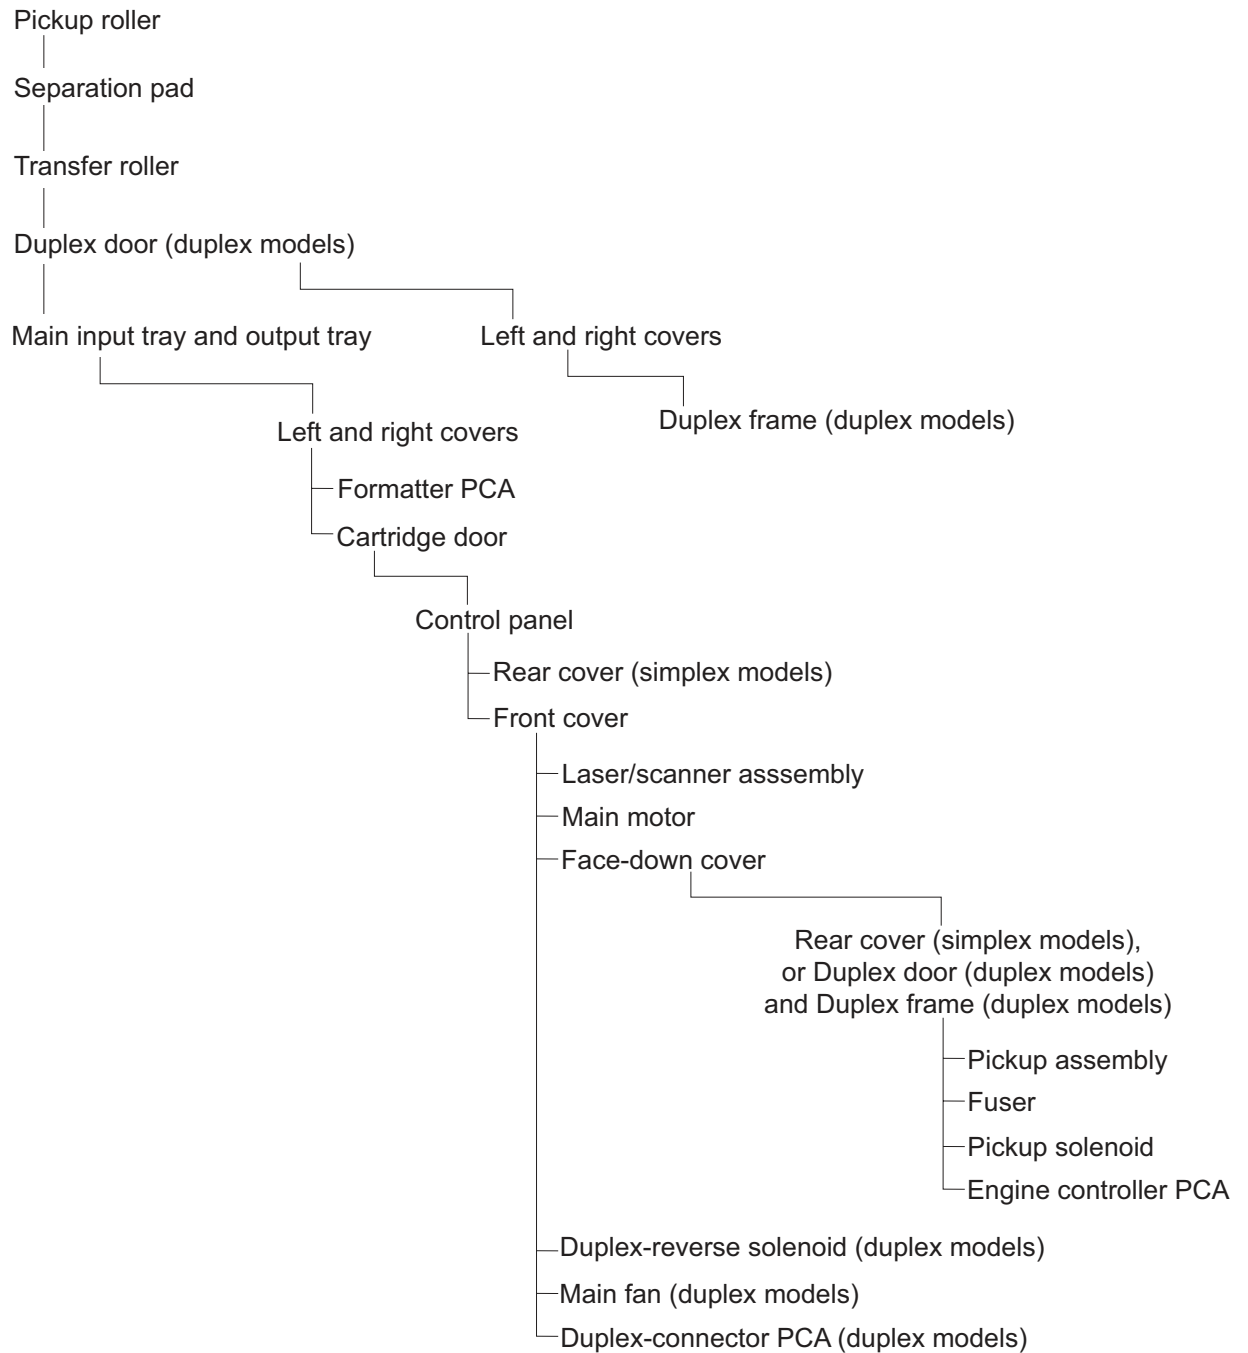 Pickup roller
Separation pad
Transfer roller
Duplex door (duplex models)
Main input tray and output tray
Left and right covers
Duplex frame (duplex models)
Left and right covers
Formatter PCA
Cartridge door
Control panel
Rear cover (simplex models)
Front cover
Laser/scanner asssembly
Main motor
Face-down cover
Rear cover (simplex models),
or Duplex door (duplex models)
and Duplex frame (duplex models)
Pickup assembly
Fuser
Pickup solenoid
Engine controller PCA
Duplex-reverse solenoid (duplex models)
Main fan (duplex models)
Duplex-connector PCA (duplex models)